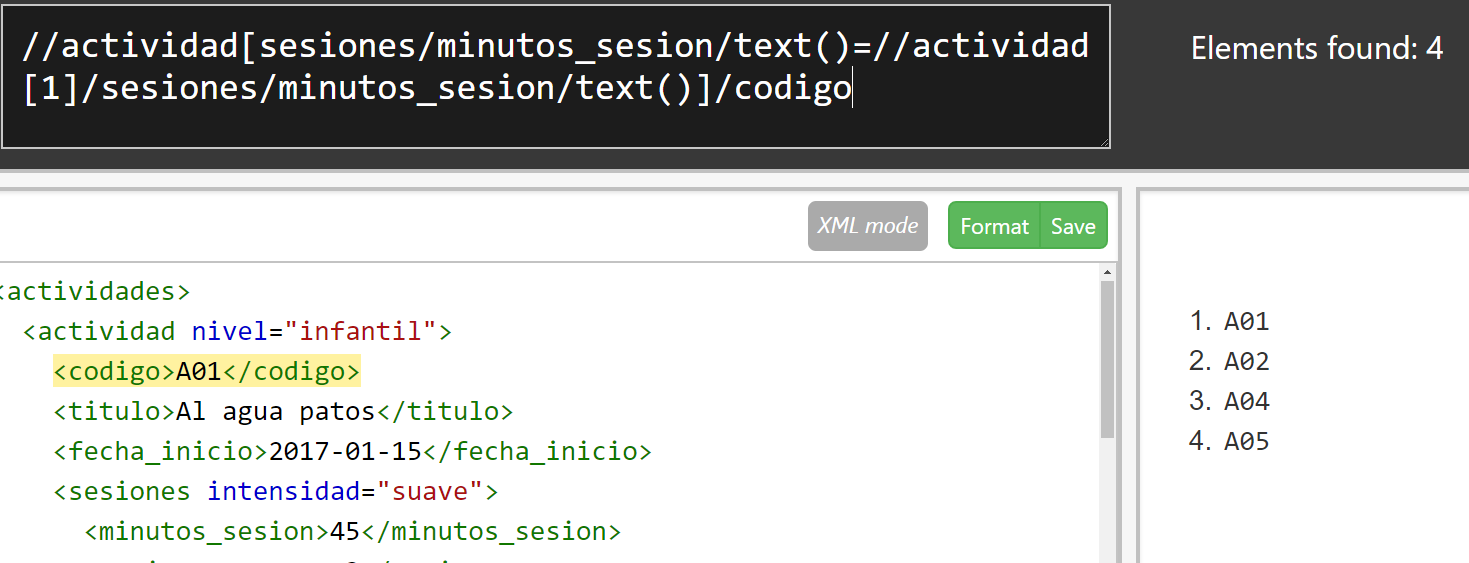 //actividad[sesiones/minutos_sesion/text()=//actividad
[1]/sesiones/minutos_sesion/text()]/codigo
Elements found: 4
XML mode
Format
Save
<actividades>
<actividad nivel="infantil">
<codigo>A01</codigo>
<titulo>Al agua patos</titulo>
<fecha_inicio>2017-01-15</fecha_inicio>
<sesiones intensidad="suave">
<minutos_sesion>45</minutos_sesion>
1. A01
2. A02
3. A04
4. A05